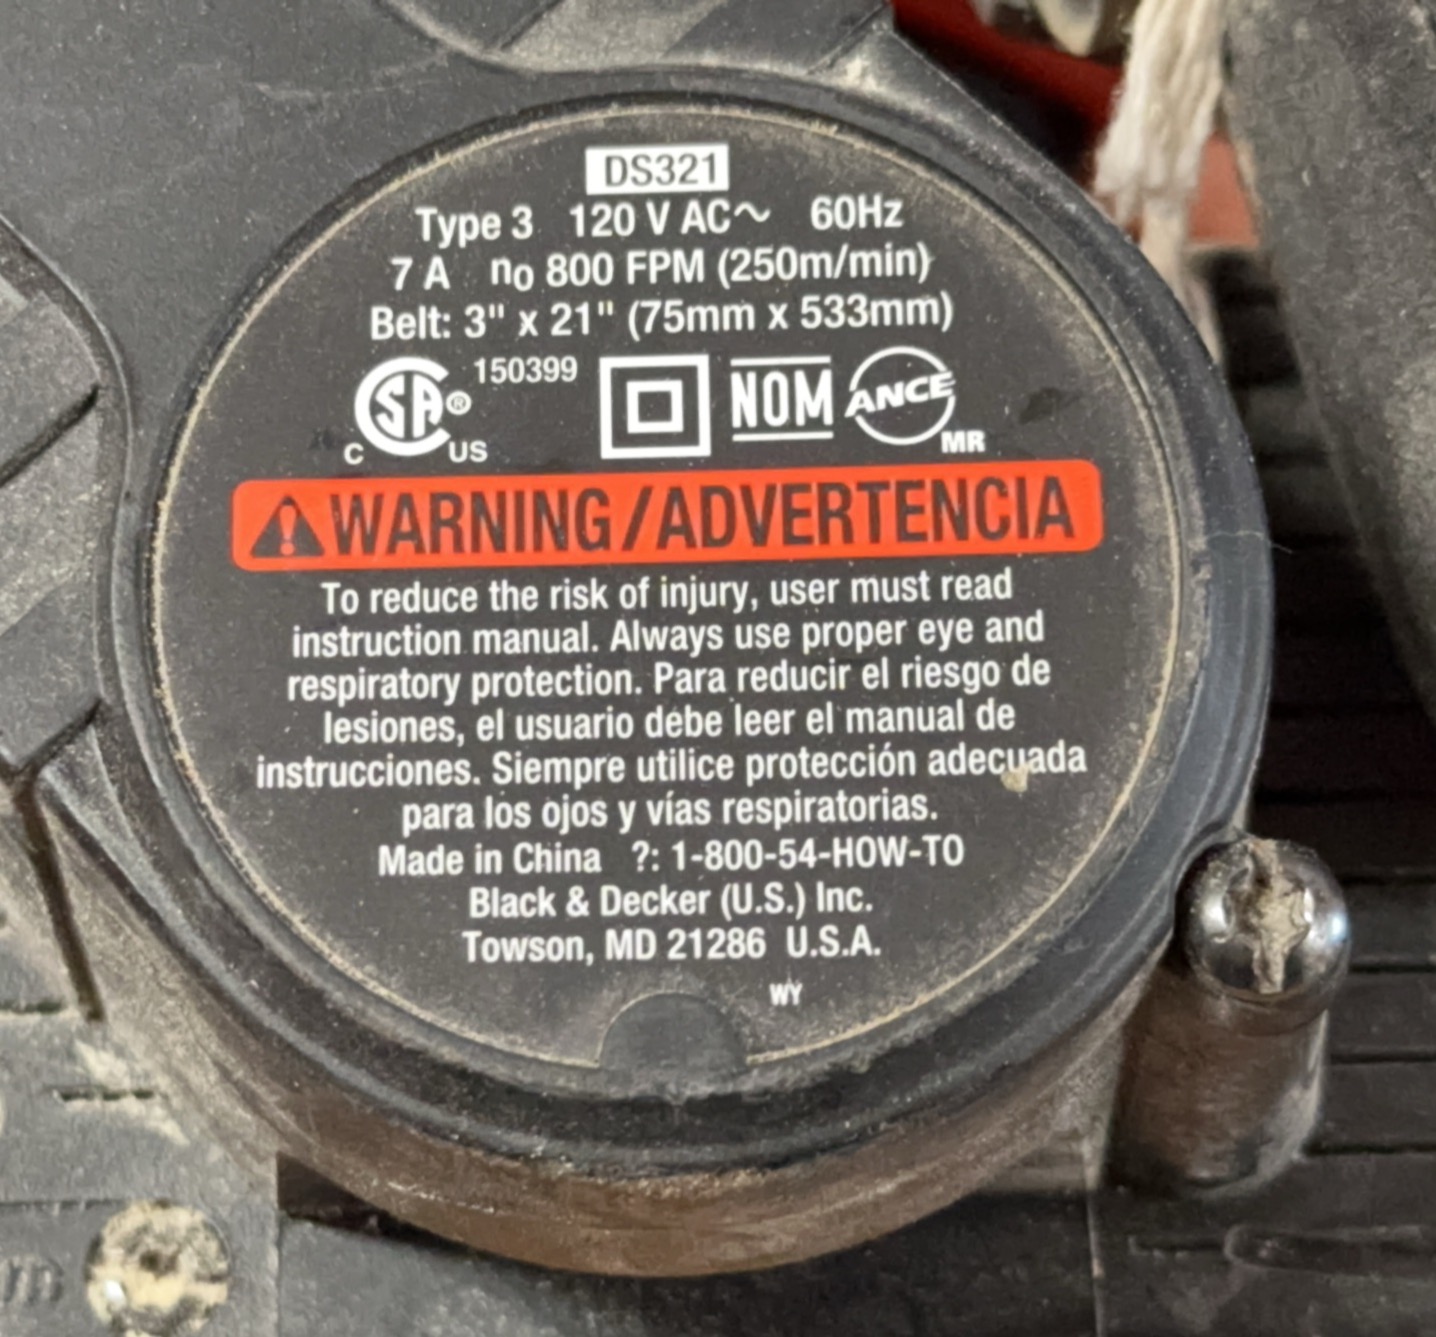 DS321
Type 3 120 V AC~ 60Hz
7 A no 800 FPM (250m/min)
Belt: 3" x 21" (75mm x 533mm)
CSA® 150399 NOM ANCE
C US MR
WARNING/ADVERTENCIA
To reduce the risk of injury, user must read
instruction manual. Always use proper eye and
respiratory protection. Para reducir el riesgo de
lesiones, el usuario debe leer el manual de
instrucciones. Siempre utilice protección adecuada
para los ojos y vías respiratorias.
Made in China ?: 1-800-54-HOW-TO
Black & Decker (U.S.) Inc.
Towson, MD 21286 U.S.A.
WY